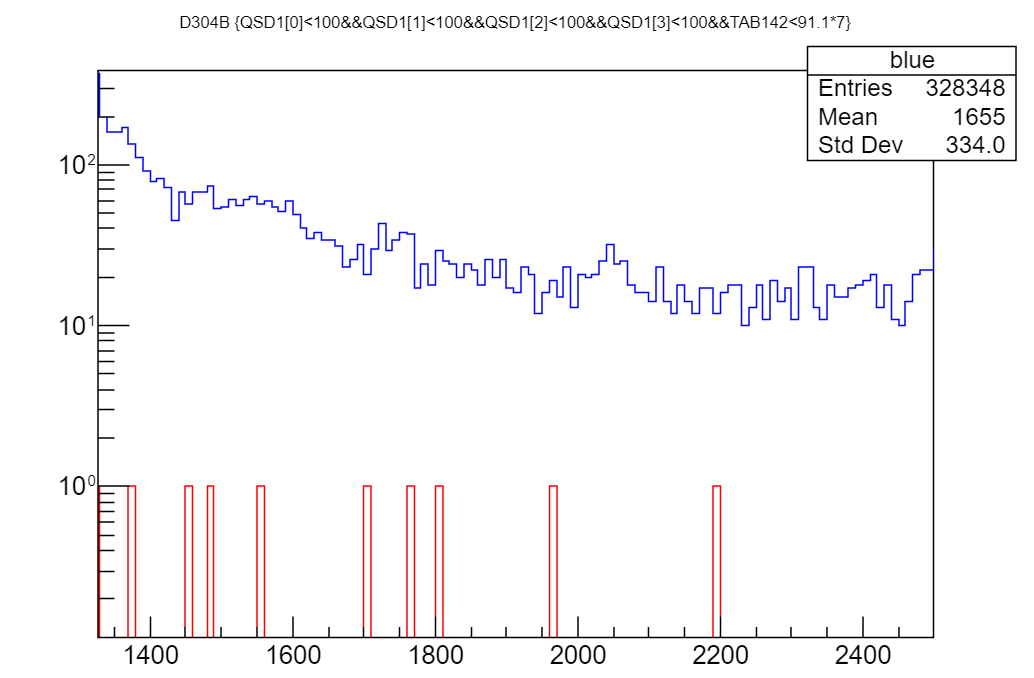 D304B {QSD1[0]<100&&QSD1[1]<100&&QSD1[2]<100&&QSD1[3]<100&&TAB142<91.1*7}
blue
Entries 328348
Mean 1655
Std Dev 334.0
10²
10¹
10⁰
1400 1600 1800 2000 2200 2400